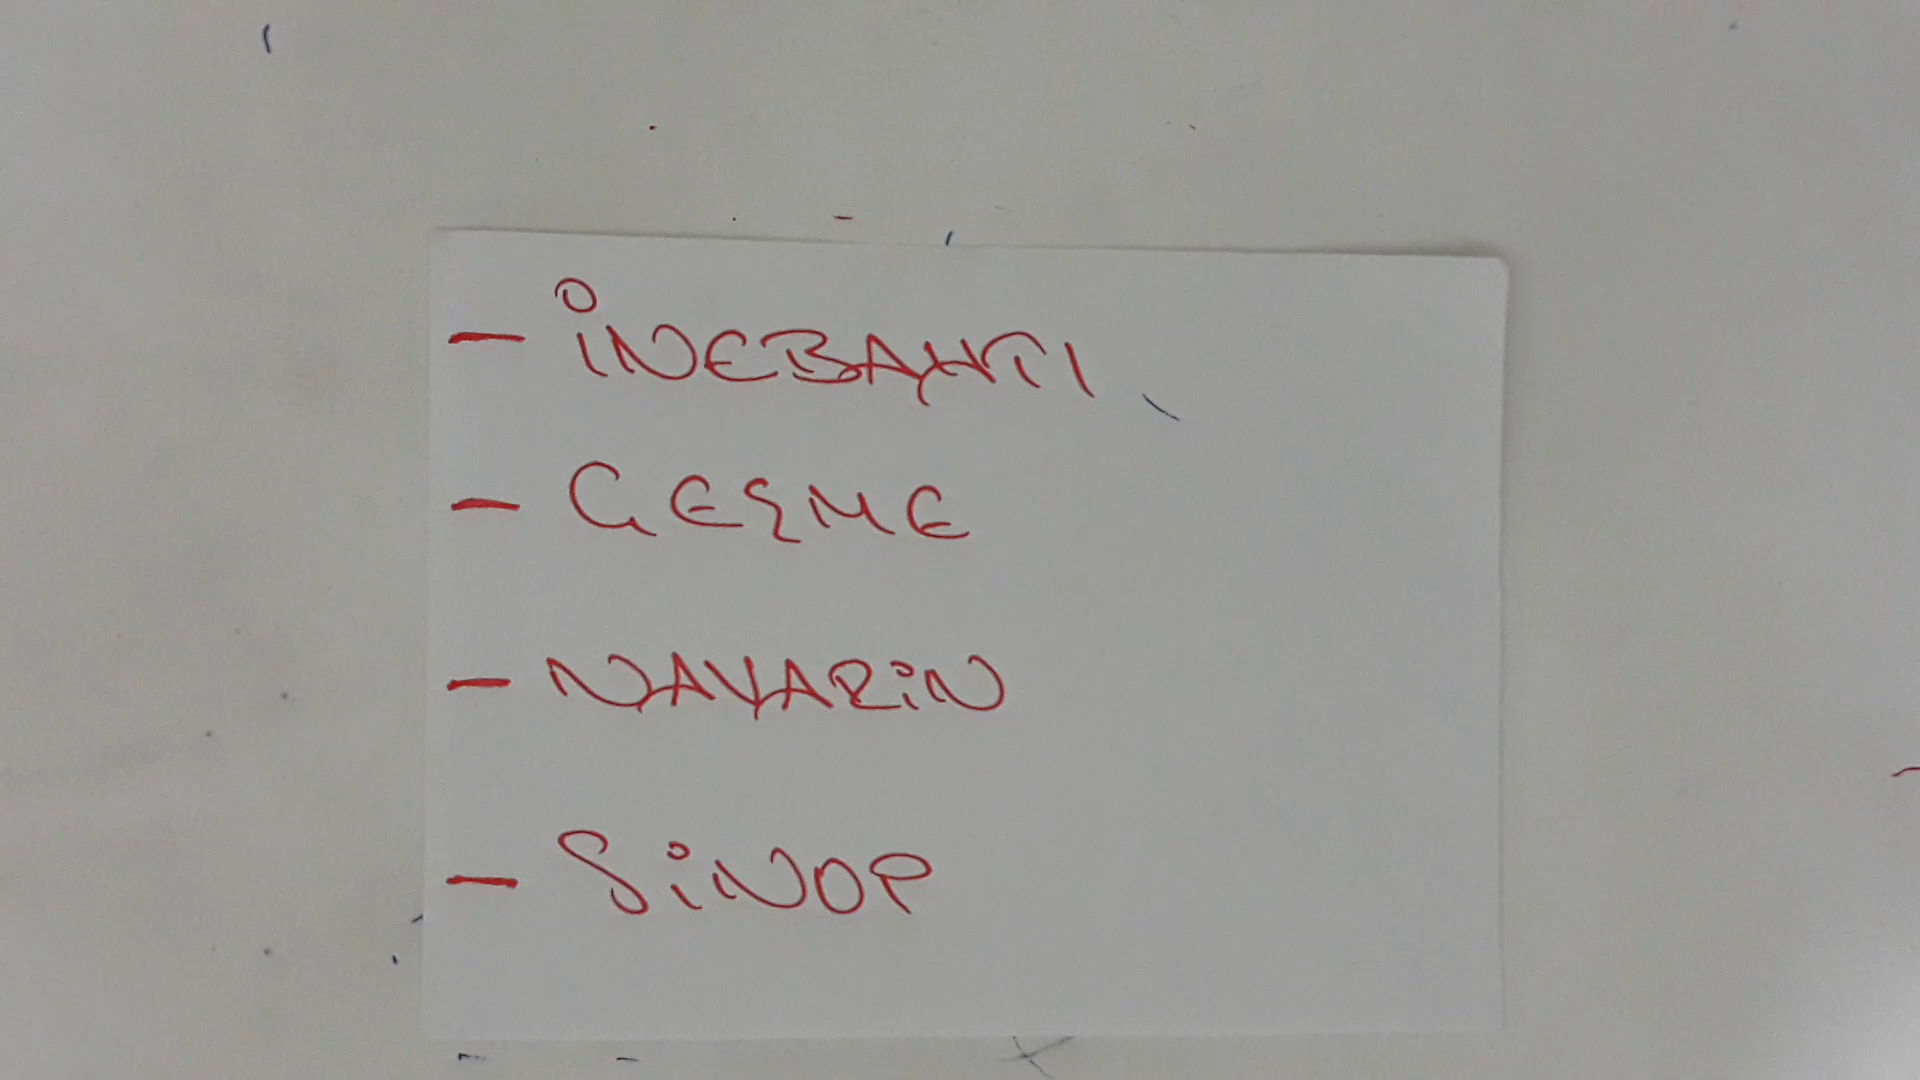 - İNEBAHTI
- ÇEŞME
- NAVARİN
- SİNOP